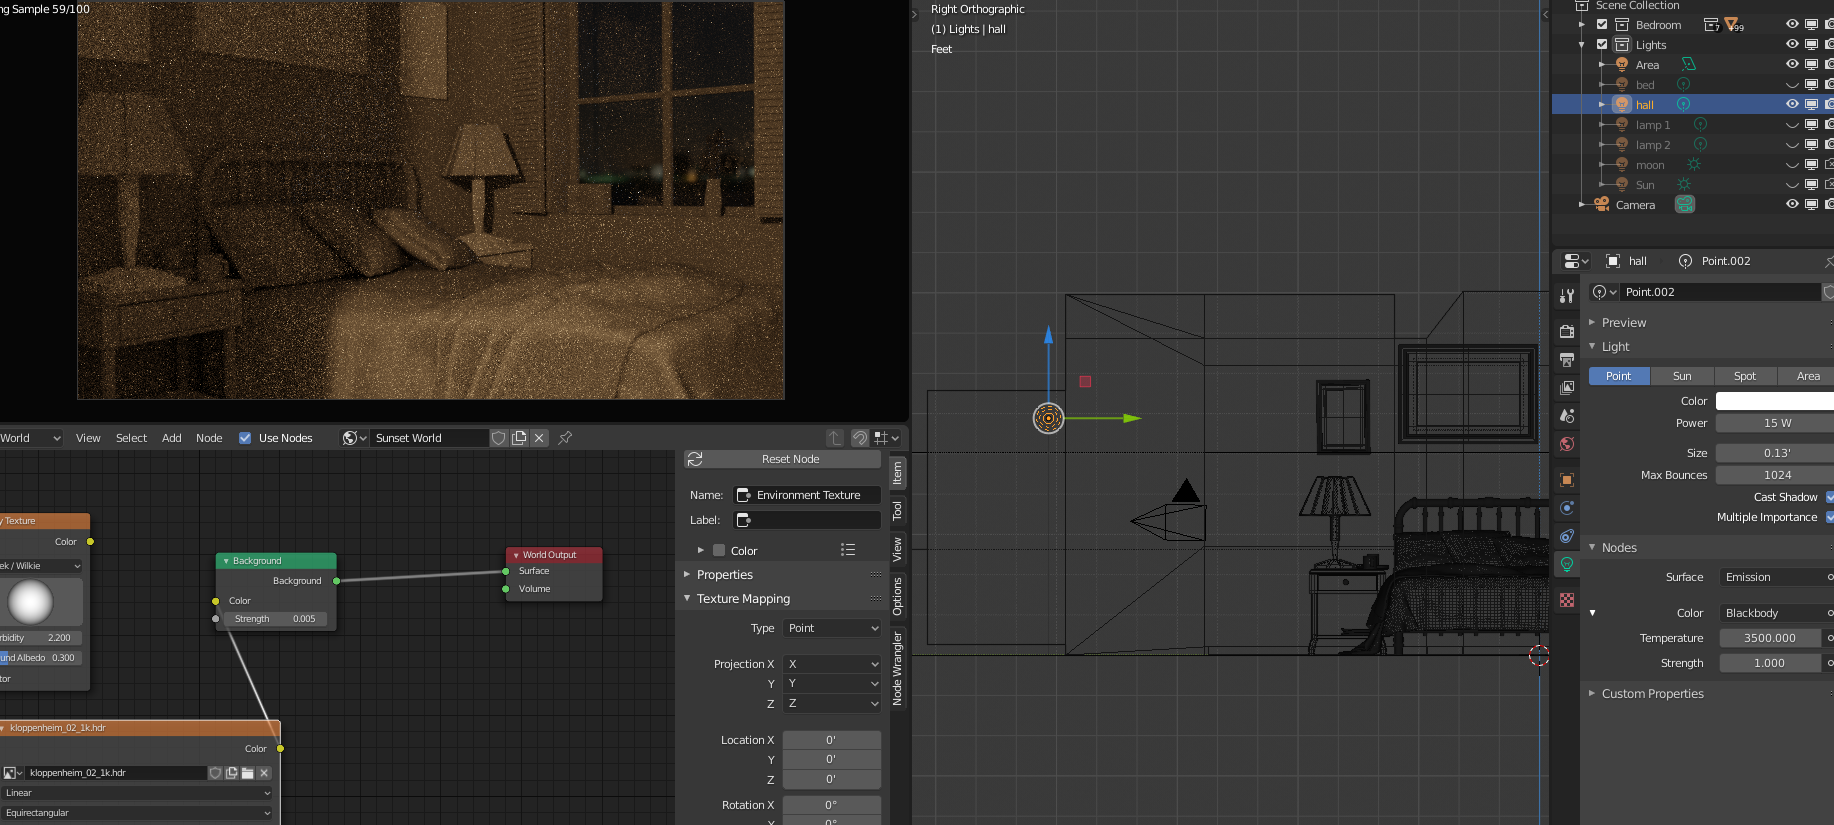 ng Sample 59/100
World
View
Select
Add
Node
Use Nodes
Sunset World
y Texture
Color
ek / Wilkie
rbidity
2.200
und Albedo
0.300
tor
Background
Background
Color
Strength
0.005
World Output
Surface
Volume
kloppenheim_02_1k.hdr
Color
kloppenheim_02_1k.hdr
Linear
Equirectangular
Reset Node
Name:
Environment Texture
Label:
Color
Properties
Texture Mapping
Type
Point
Projection X
X
Y
Y
Z
Z
Location X
0'
Y
0'
Z
0'
Rotation X
0°
Y
0°
Item
Tool
View
Options
Node Wrangler
Right Orthographic
(1) Lights | hall
Feet
Scene Collection
Bedroom
7
+99
Lights
Area
bed
hall
lamp 1
lamp 2
moon
Sun
Camera
hall
Point.002
Point.002
Preview
Light
Point
Sun
Spot
Area
Color
Power
15 W
Size
0.13'
Max Bounces
1024
Cast Shadow
Multiple Importance
Nodes
Surface
Emission
Color
Blackbody
Temperature
3500.000
Strength
1.000
Custom Properties